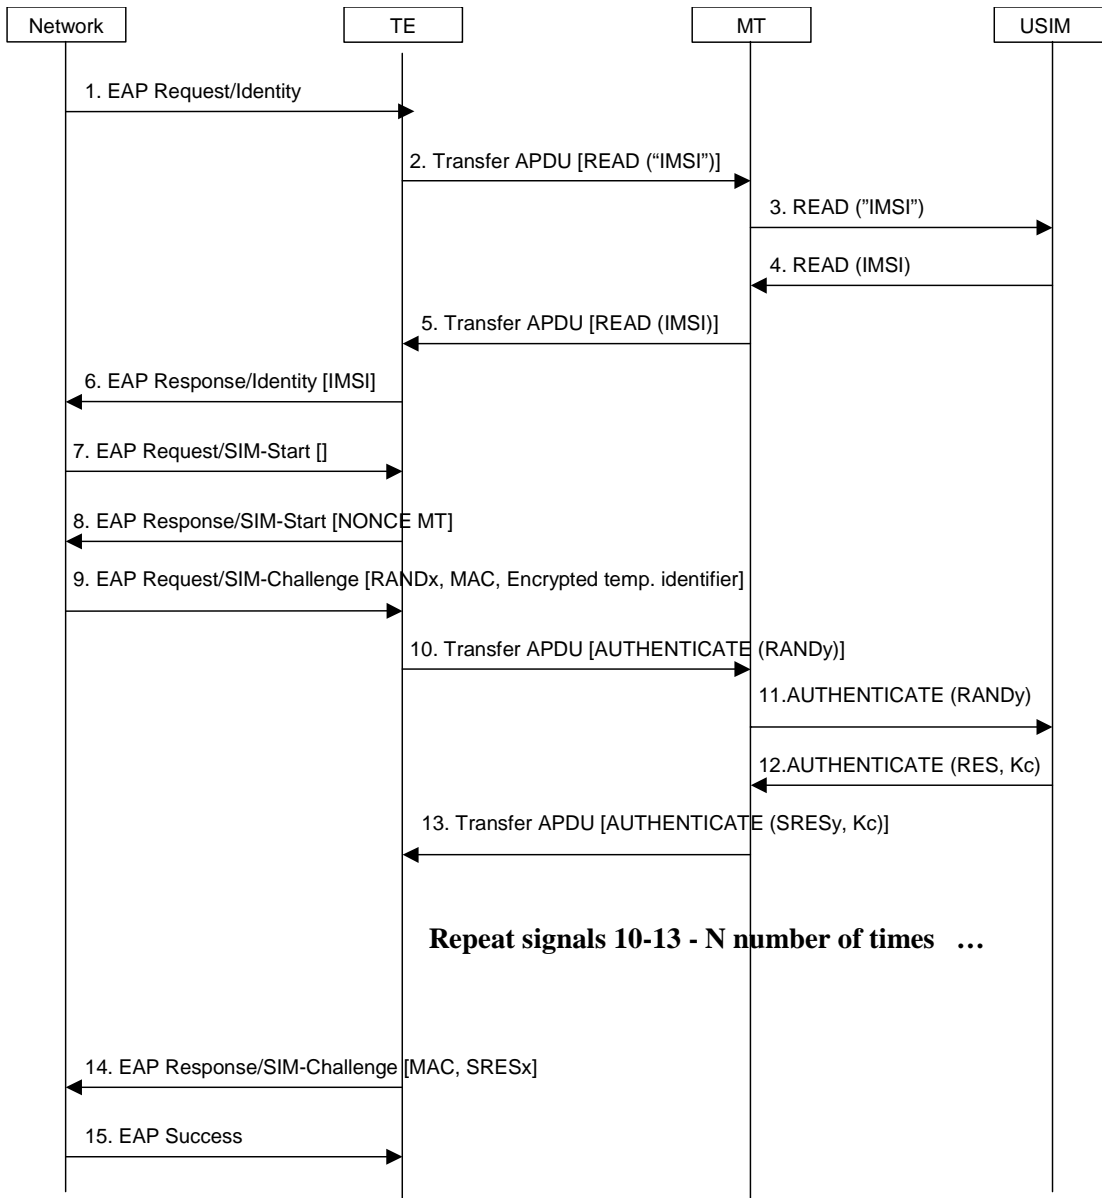 Network TE MT USIM
1. EAP Request/Identity
2. Transfer APDU [READ (“IMSI”)]
3. READ (”IMSI”)
4. READ (IMSI)
5. Transfer APDU [READ (IMSI)]
6. EAP Response/Identity [IMSI]
7. EAP Request/SIM-Start []
8. EAP Response/SIM-Start [NONCE MT]
9. EAP Request/SIM-Challenge [RANDx, MAC, Encrypted temp. identifier]
10. Transfer APDU [AUTHENTICATE (RANDy)]
11.AUTHENTICATE (RANDy)
12.AUTHENTICATE (RES, Kc)
13. Transfer APDU [AUTHENTICATE (SRESy, Kc)]
Repeat signals 10-13 - N number of times …
14. EAP Response/SIM-Challenge [MAC, SRESx]
15. EAP Success